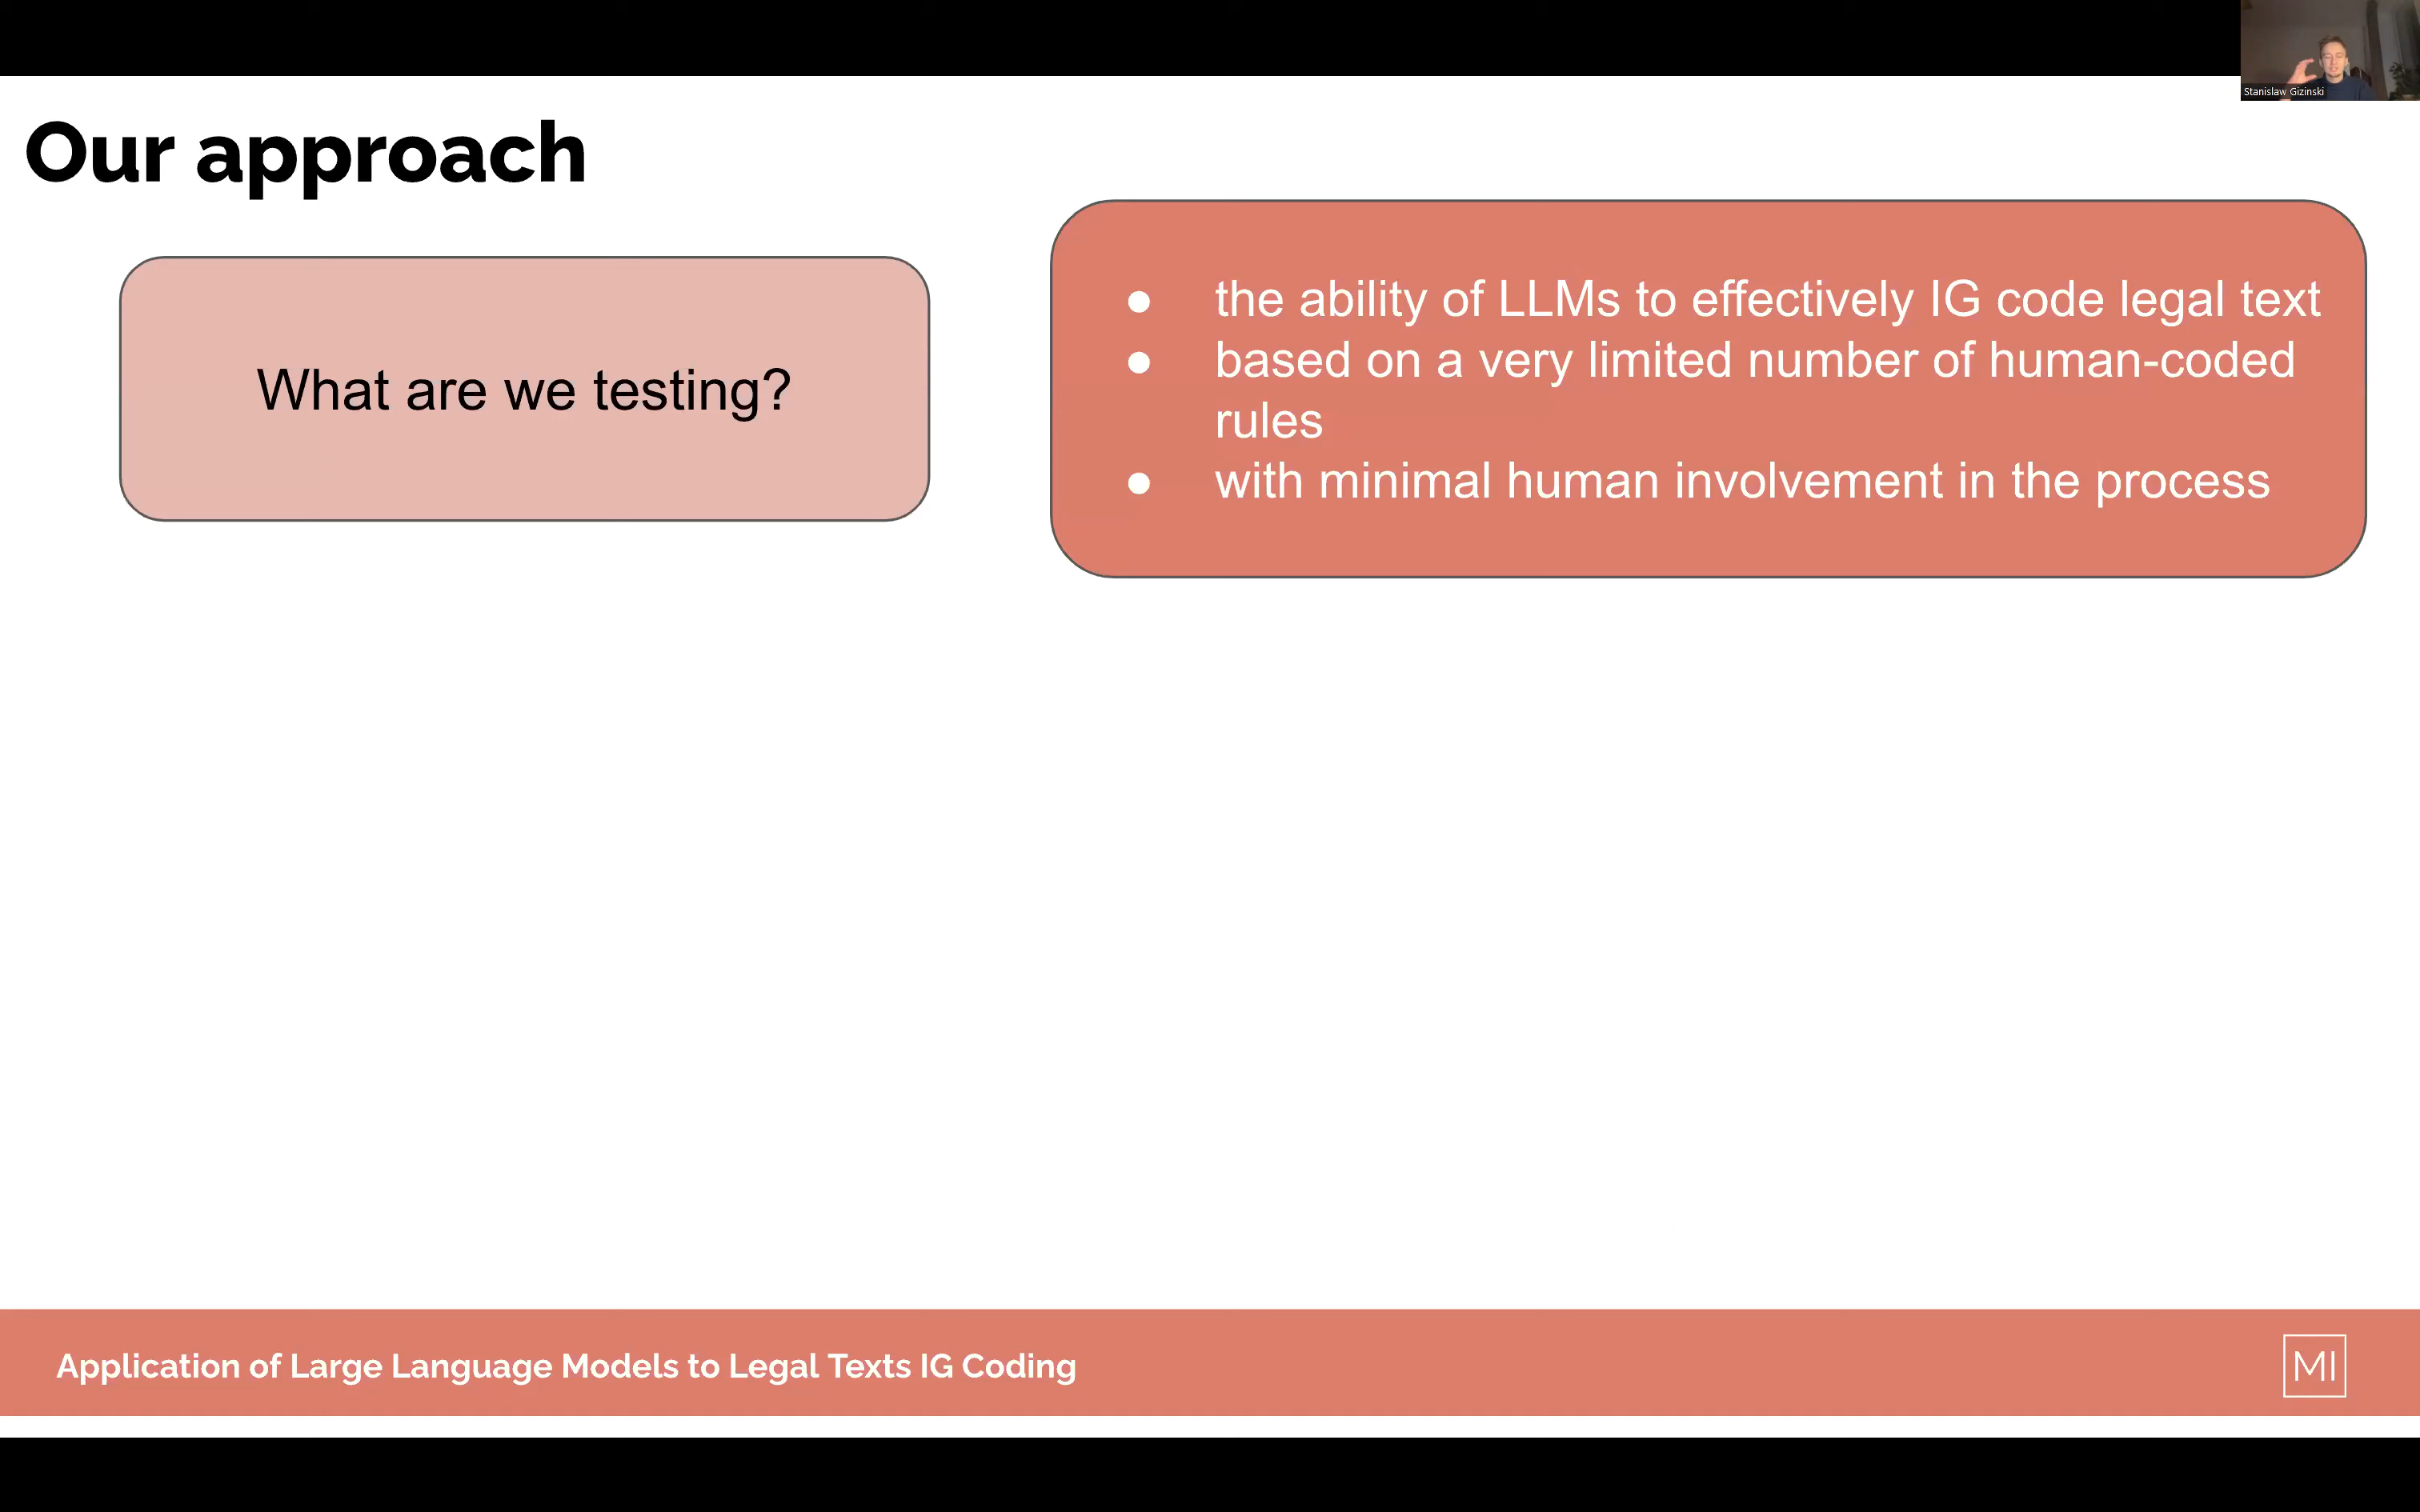 Stanislaw Gizinski
Our approach
What are we testing?
● the ability of LLMs to effectively IG code legal text
● based on a very limited number of human-coded
rules
● with minimal human involvement in the process
Application of Large Language Models to Legal Texts IG Coding
MI